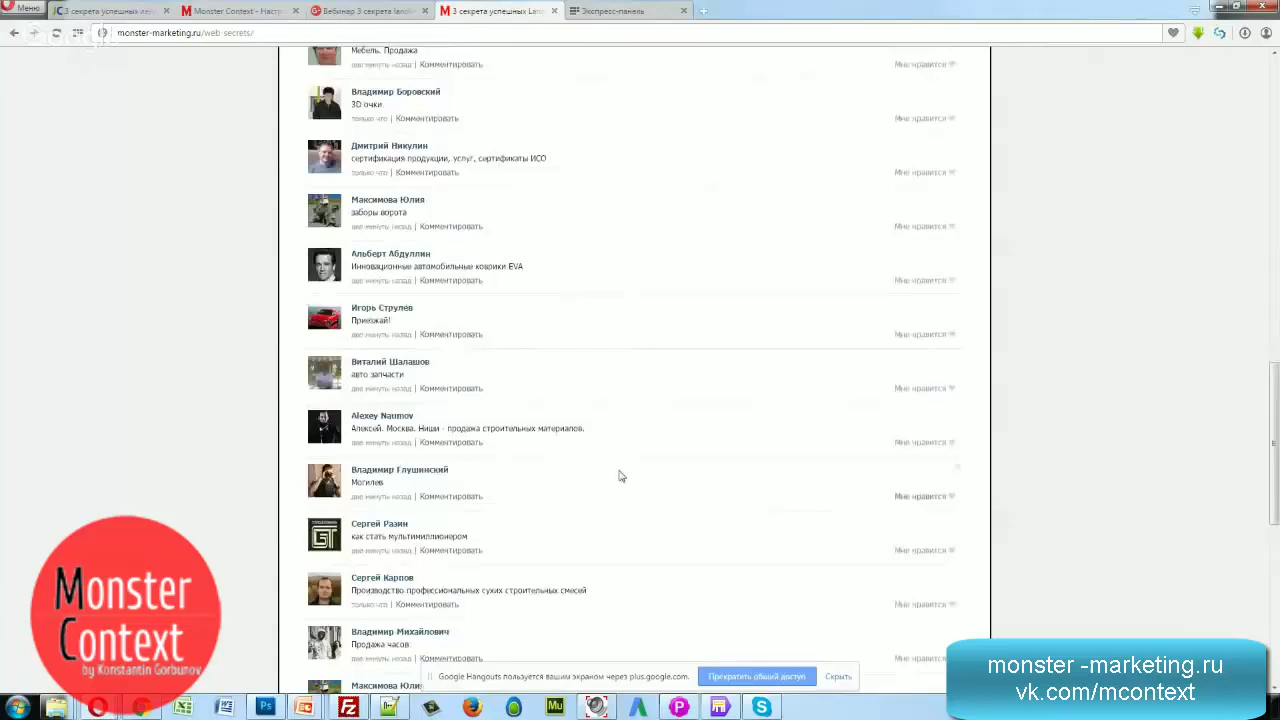 Меню
3 секрета успешных
Monster Context - Настр
Вебинар 3 секрета
3 секрета успешных Lan
Экспресс-панель
monster-marketing.ru/web-secrets/
Мебель. Продажа
две минуты назад | Комментировать
Мне нравится
Владимир Боровский
3D очки
только что | Комментировать
Мне нравится
Дмитрий Никулин
сертификация продукции, услуг, сертификаты ИСО
только что | Комментировать
Мне нравится
Максимова Юлия
заборы ворота
две минуты назад | Комментировать
Мне нравится
Альберт Абдуллин
Инновационные автомобильные коврики EVA
две минуты назад | Комментировать
Мне нравится
Игорь Струлёв
Приезжай!
две минуты назад | Комментировать
Мне нравится
Виталий Шалашов
авто запчасти
две минуты назад | Комментировать
Мне нравится
Alexey Naumov
Алексей. Москва. Ниши - продажа строительных материалов.
две минуты назад | Комментировать
Мне нравится
Владимир Глушинский
Могилев
две минуты назад | Комментировать
Мне нравится
Сергей Разин
как стать мультимиллионером
две минуты назад | Комментировать
Мне нравится
Сергей Карпов
Производство профессиональных сухих строительных смесей
только что | Комментировать
Мне нравится
Владимир Михайлович
Продажа часов
две минуты назад | Комментировать
Мне нравится
Максимова Юлия
Google Hangouts пользуется вашим экраном через plus.google.com.
Прекратить общий доступ
Скрыть
Monster
Context
by Konstantin Gorbunov
monster -marketing.ru
vk.com/mcontext